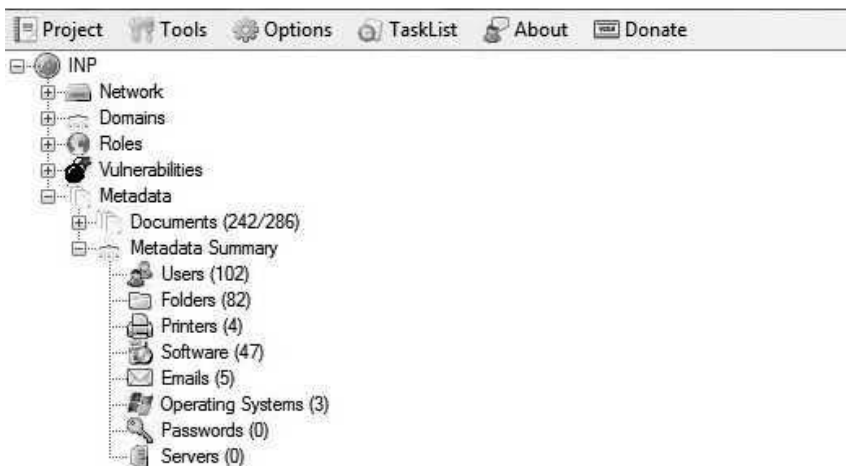 Project Tools Options TaskList About Donate
INP
Network
Domains
Roles
Vulnerabilities
Metadata
Documents (242/286)
Metadata Summary
Users (102)
Folders (82)
Printers (4)
Software (47)
Emails (5)
Operating Systems (3)
Passwords (0)
Servers (0)